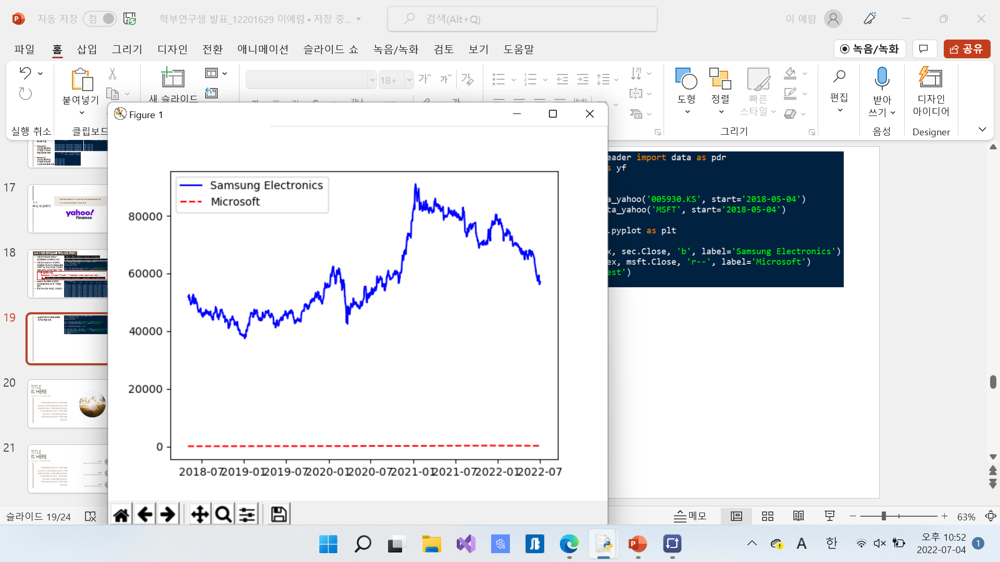 자동 저장
켬
학부연구생 발표_12201629 이예람 • 저장 중...
검색(Alt+Q)
이 예람
파일 홈 삽입 그리기 디자인 전환 애니메이션 슬라이드 쇼 녹음/녹화 검토 보기 도움말
녹음/녹화
공유
붙여넣기
새 슬라이드
18+
도형
정렬
빠른
스타일
편집
받아
쓰기
디자인
아이디어
실행 취소
클립보드
그리기
음성
Designer
Figure 1
Samsung Electronics
Microsoft
80000
60000
40000
20000
0
2018-07
2019-01
2019-07
2020-01
2020-07
2021-01
2021-07
2022-01
2022-07
eader import data as pdr
s yf
a_yahoo('005930.KS', start='2018-05-04')
ta_yahoo('MSFT', start='2018-05-04')
.pyplot as plt
x, sec.Close, 'b', label='Samsung Electronics')
ex, msft.Close, 'r--', label='Microsoft')
est')
17
yahoo!
finance
18
19
20
TITLE
IS HERE
21
TITLE
IS HERE
슬라이드 19/24
메모
63%
A
한
오후 10:52
2022-07-04
1